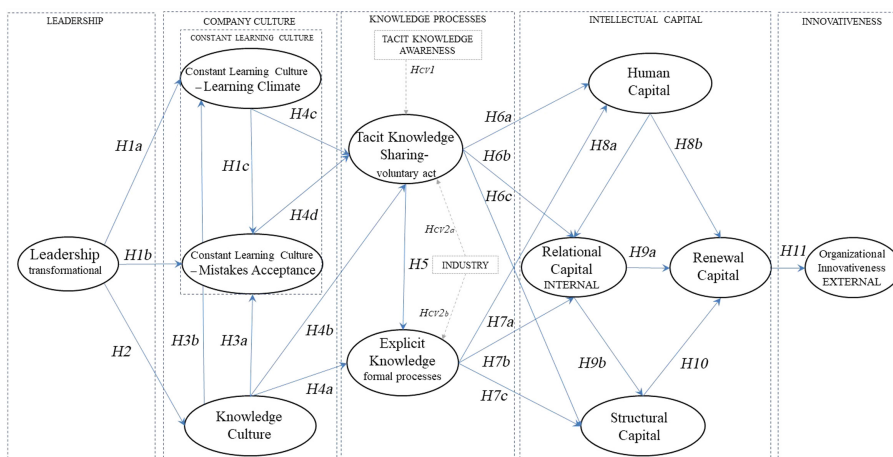 LEADERSHIP
COMPANY CULTURE
KNOWLEDGE PROCESSES
INTELLECTUAL CAPITAL
INNOVATIVENESS
CONSTANT LEARNING CULTURE
TACIT KNOWLEDGE
AWARENESS
Constant Learning Culture
– Learning Climate
Human
Capital
Hcv1
H4c
H6a
H1a
H8a
H8b
Tacit Knowledge
Sharing-
voluntary act
H6b
H1c
H6c
H4d
Hcv2a
Leadership
transformational
H1b
Constant Learning Culture
– Mistakes Acceptance
H5
INDUSTRY
Relational
Capital
INTERNAL
H9a
Renewal
Capital
H11
Organizational
Innovativeness
EXTERNAL
Hcv2b
H7a
H2
H3b
H3a
H4b
Explicit
Knowledge
formal processes
H7b
H9b
H10
H4a
H7c
Knowledge
Culture
Structural
Capital